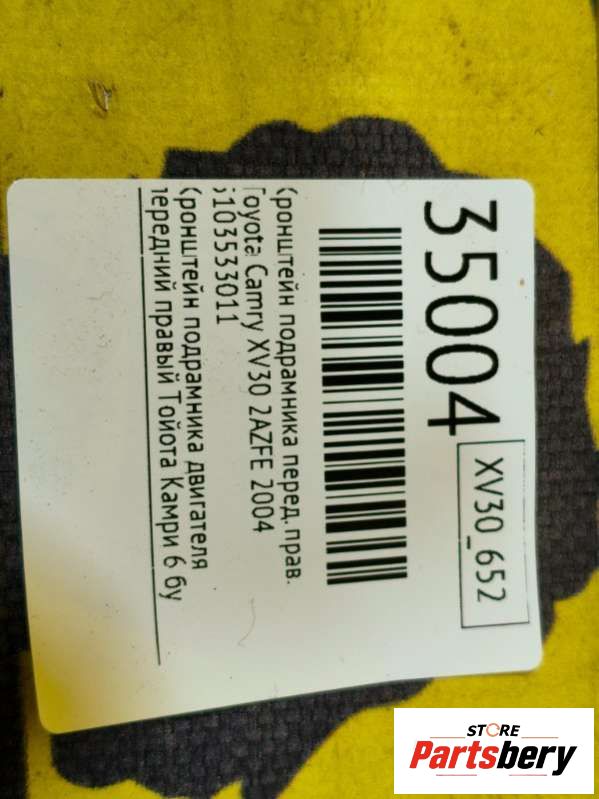 35004
XV30_652
Кронштейн подрамника перед. прав.
Toyota Camry XV30 2AZFE 2004
5103533011
Кронштейн подрамника двигателя
передний правый Тойота Камри 6 бу
STORE
Partsbery